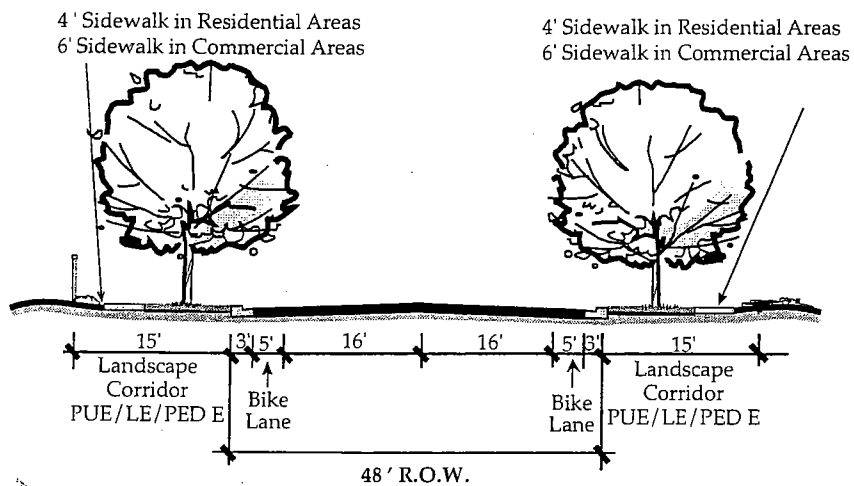 4' Sidewalk in Residential Areas
6' Sidewalk in Commercial Areas
4' Sidewalk in Residential Areas
6' Sidewalk in Commercial Areas
15'
3'
5'
16'
16'
5'
3'
15'
Landscape
Corridor
PUE/LE/PED E
Bike
Lane
Bike
Lane
Landscape
Corridor
PUE/LE/PED E
48' R.O.W.